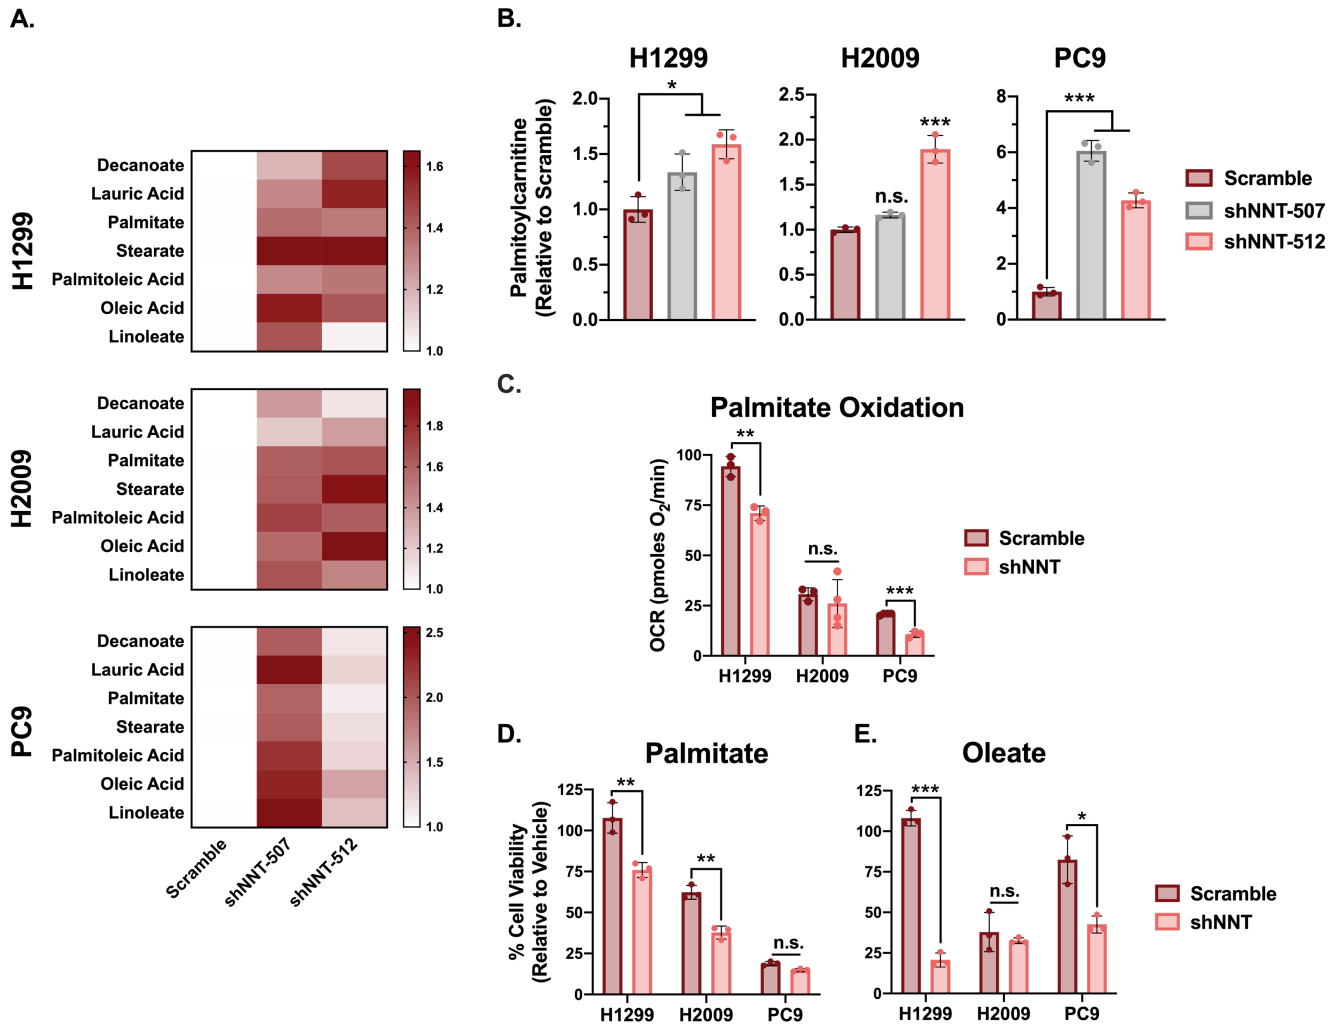 A.
H1299
Decanoate
Lauric Acid
Palmitate
Stearate
Palmitoleic Acid
Oleic Acid
Linoleate
1.6
1.4
1.2
1.0
H2009
Decanoate
Lauric Acid
Palmitate
Stearate
Palmitoleic Acid
Oleic Acid
Linoleate
1.8
1.6
1.4
1.2
1.0
PC9
Decanoate
Lauric Acid
Palmitate
Stearate
Palmitoleic Acid
Oleic Acid
Linoleate
2.5
2.0
1.5
1.0
Scramble
shNNT-507
shNNT-512
B.
Palmitoylcarnitine
(Relative to Scramble)
H1299
2.0
1.5
1.0
0.5
0.0
*
H2009
2.5
2.0
1.5
1.0
0.5
0.0
n.s.
***
PC9
8
6
4
2
0
***
Scramble
shNNT-507
shNNT-512
C.
Palmitate Oxidation
OCR (pmoles O2/min)
100
75
50
25
0
**
n.s.
***
H1299
H2009
PC9
Scramble
shNNT
D.
Palmitate
% Cell Viability
(Relative to Vehicle)
125
100
75
50
25
0
**
**
n.s.
H1299
H2009
PC9
E.
Oleate
125
100
75
50
25
0
***
n.s.
*
H1299
H2009
PC9
Scramble
shNNT